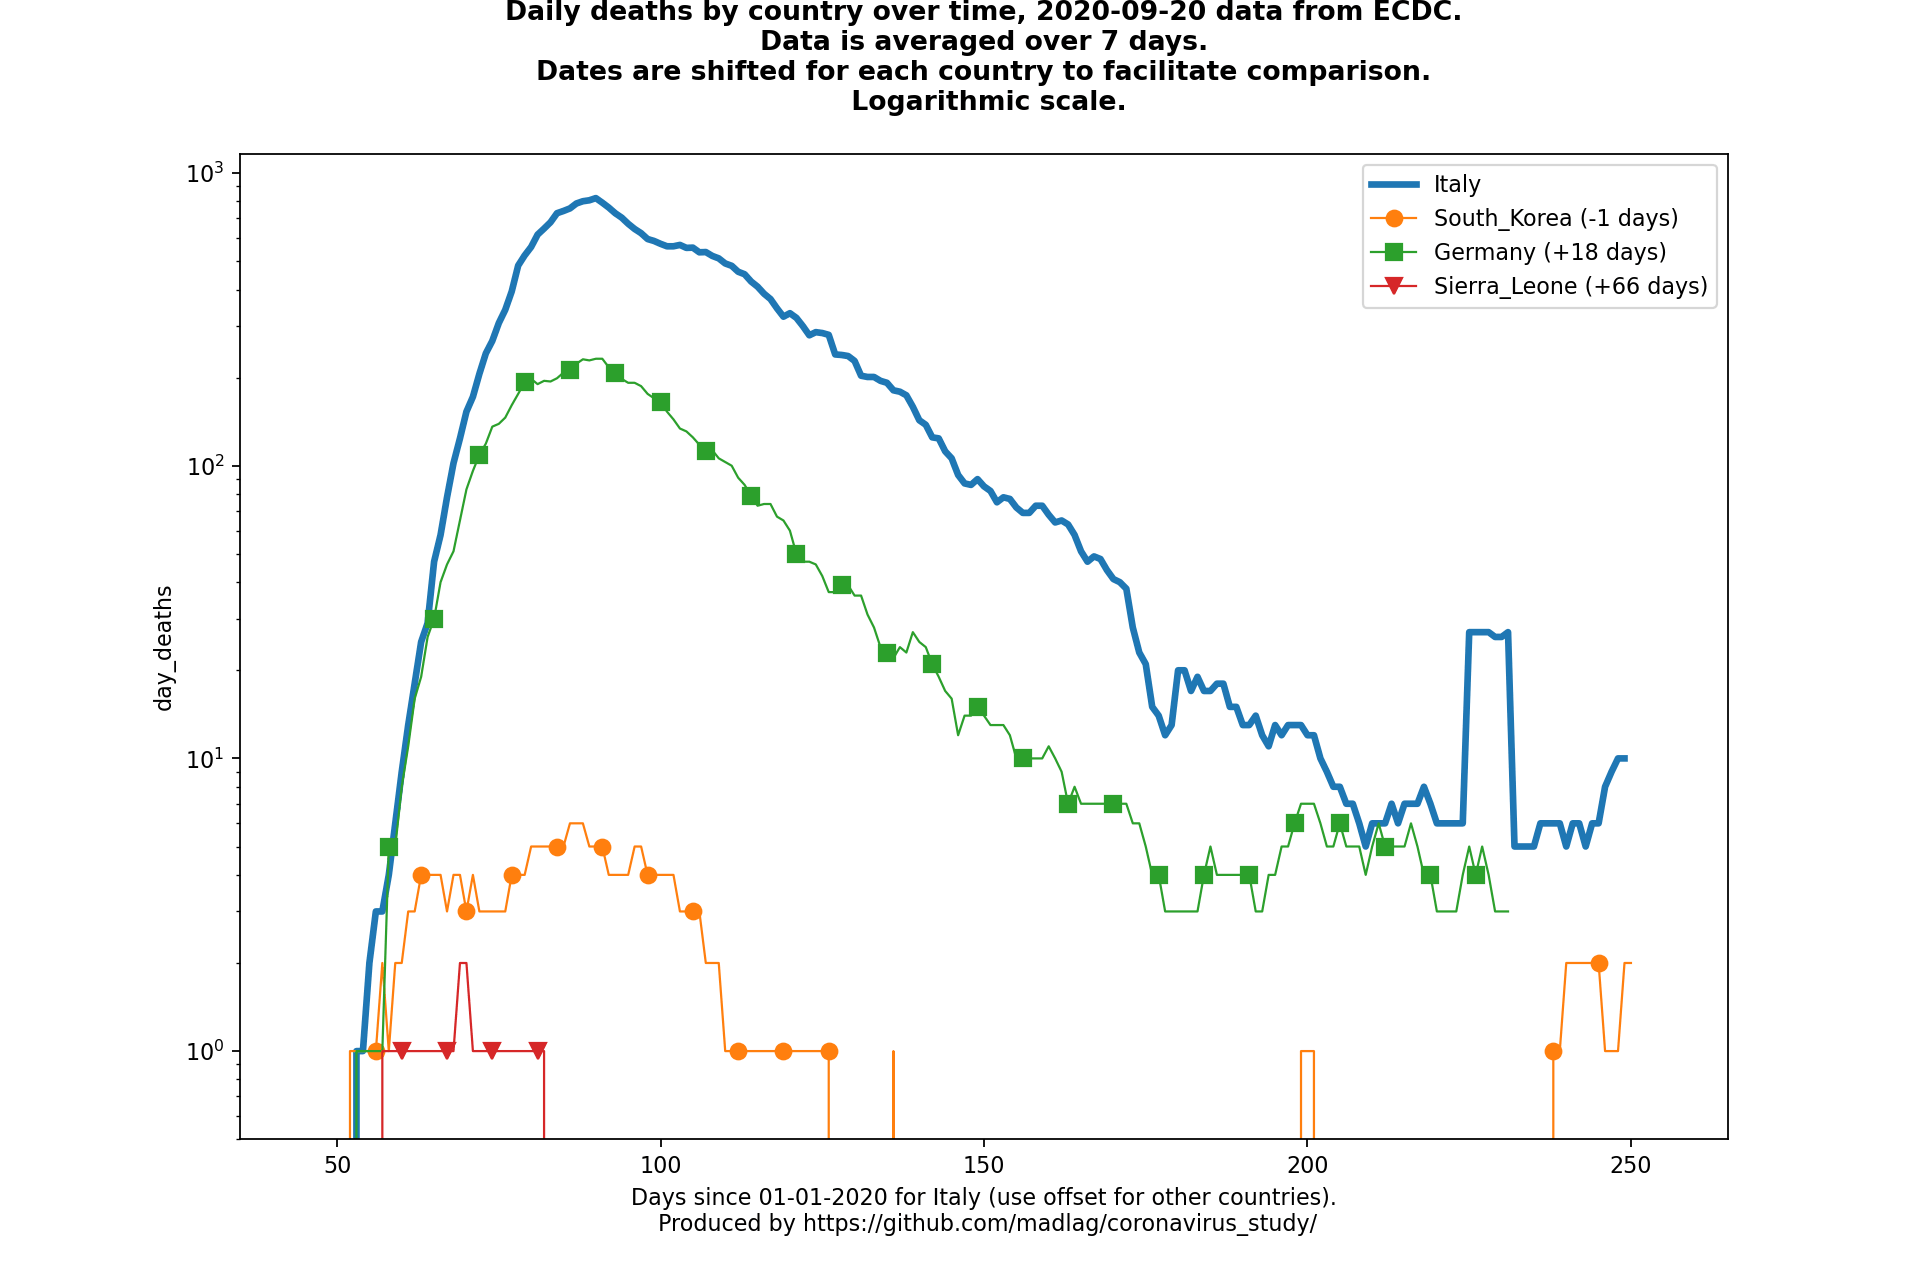 Daily deaths by country over time, 2020-09-20 data from ECDC.
Data is averaged over 7 days.
Dates are shifted for each country to facilitate comparison.
Logarithmic scale.
10³
10²
10¹
10⁰
day_deaths
Italy
South_Korea (-1 days)
Germany (+18 days)
Sierra_Leone (+66 days)
50 100 150 200 250
Days since 01-01-2020 for Italy (use offset for other countries).
Produced by https://github.com/madlag/coronavirus_study/